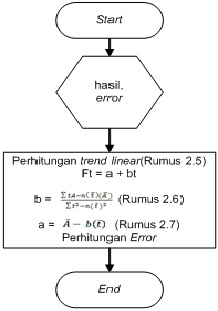 Start
hasil,
error
Perhitungan trend linear(Rumus 2.5)
Ft = a + bt
b = (∑ tA−n(t̄)(Ā)) / (∑ t²−n(t̄)²) (Rumus 2.6)
a = Ā − b(t̄) (Rumus 2.7)
Perhitungan Error
End